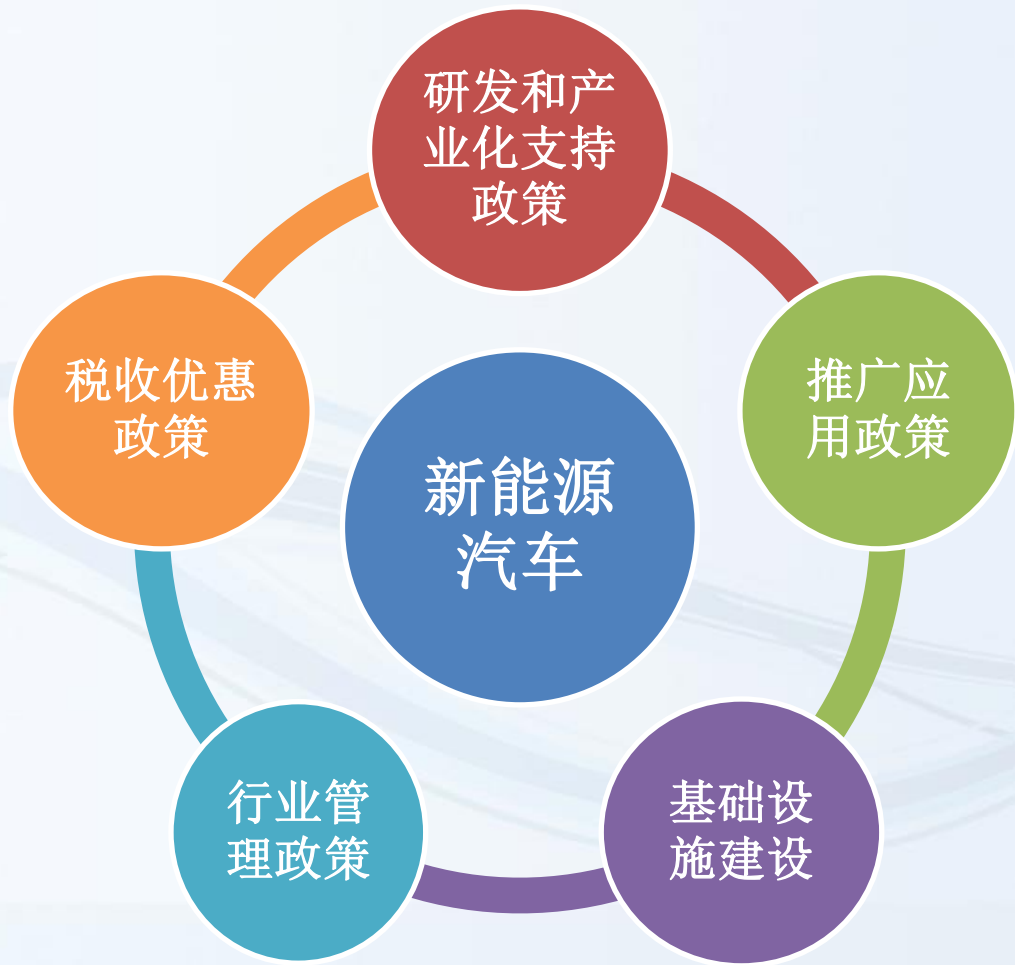 研发和产
业化支持
政策
税收优惠
政策
推广应
用政策
新能源
汽车
行业管
理政策
基础设
施建设